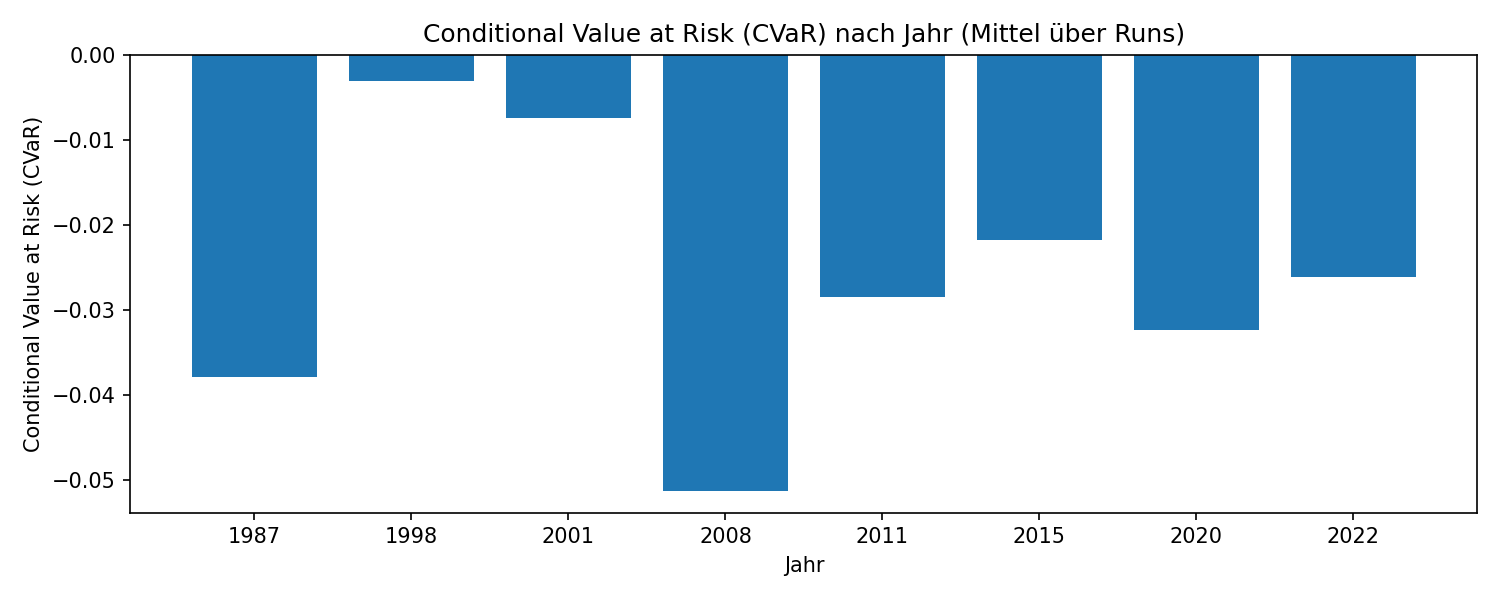 Conditional Value at Risk (CVaR) nach Jahr (Mittel über Runs)
Conditional Value at Risk (CVaR)
0.00
−0.01
−0.02
−0.03
−0.04
−0.05
1987 1998 2001 2008 2011 2015 2020 2022
Jahr